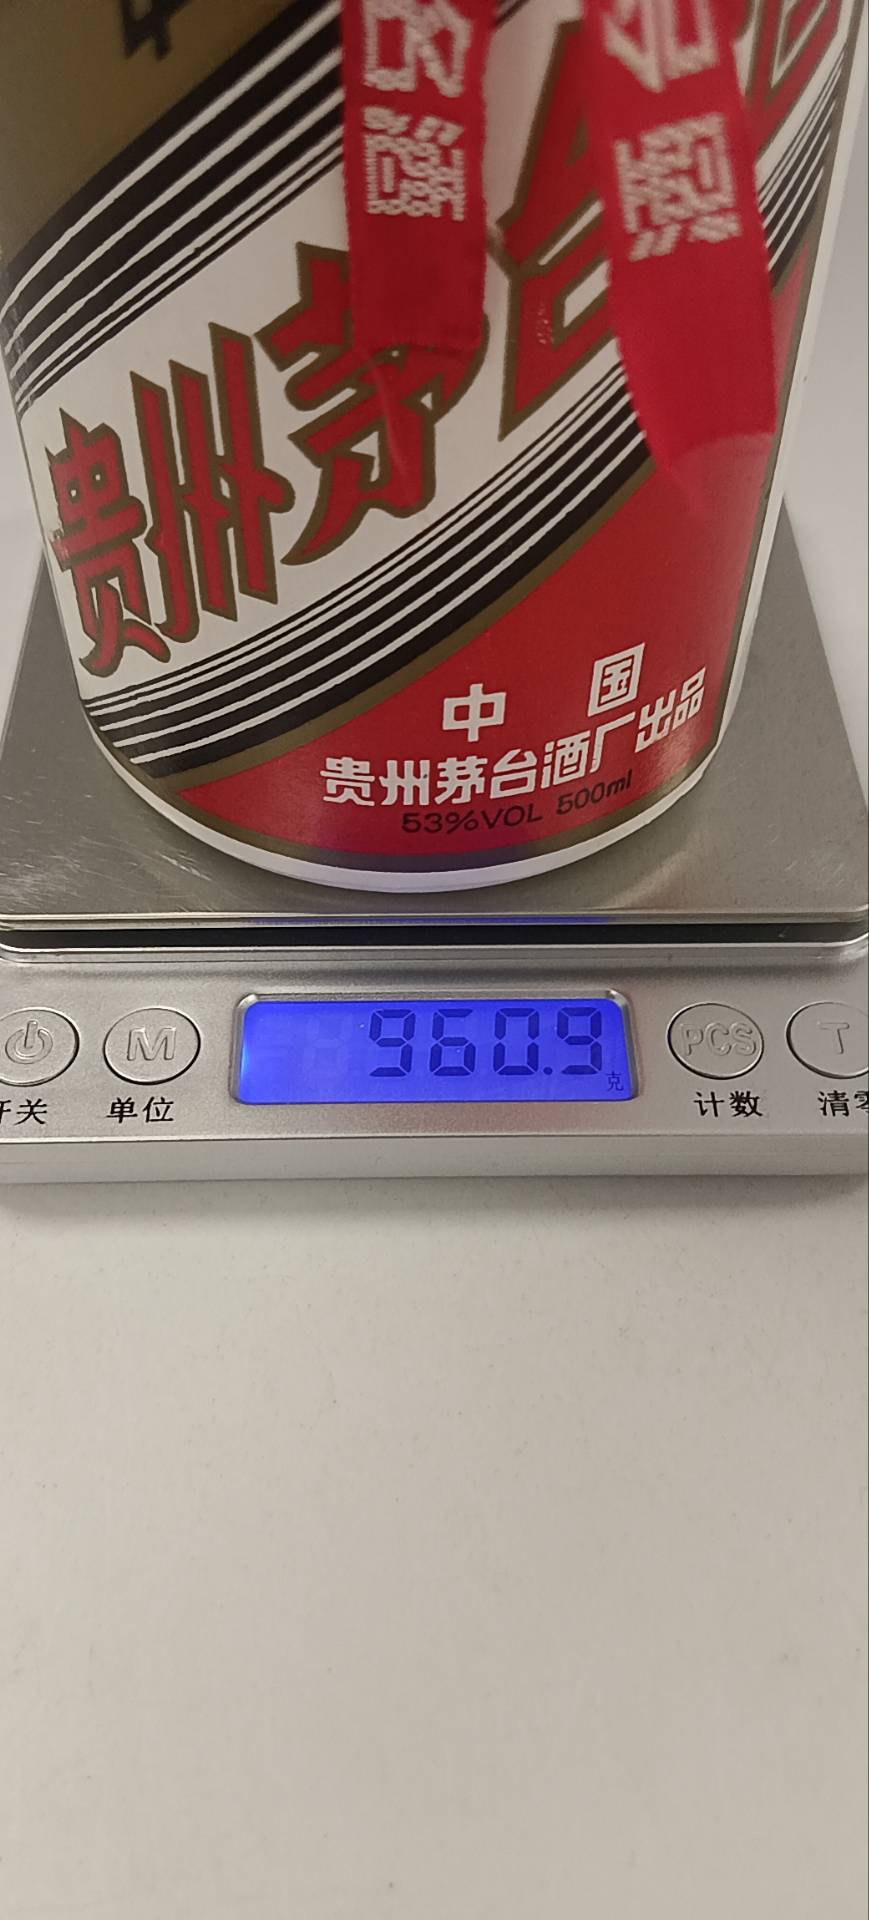 贵州茅台
中国
贵州茅台酒厂出品
53%VOL 500ml
960.9
克
M
PCS
T
开关
单位
计数
清零